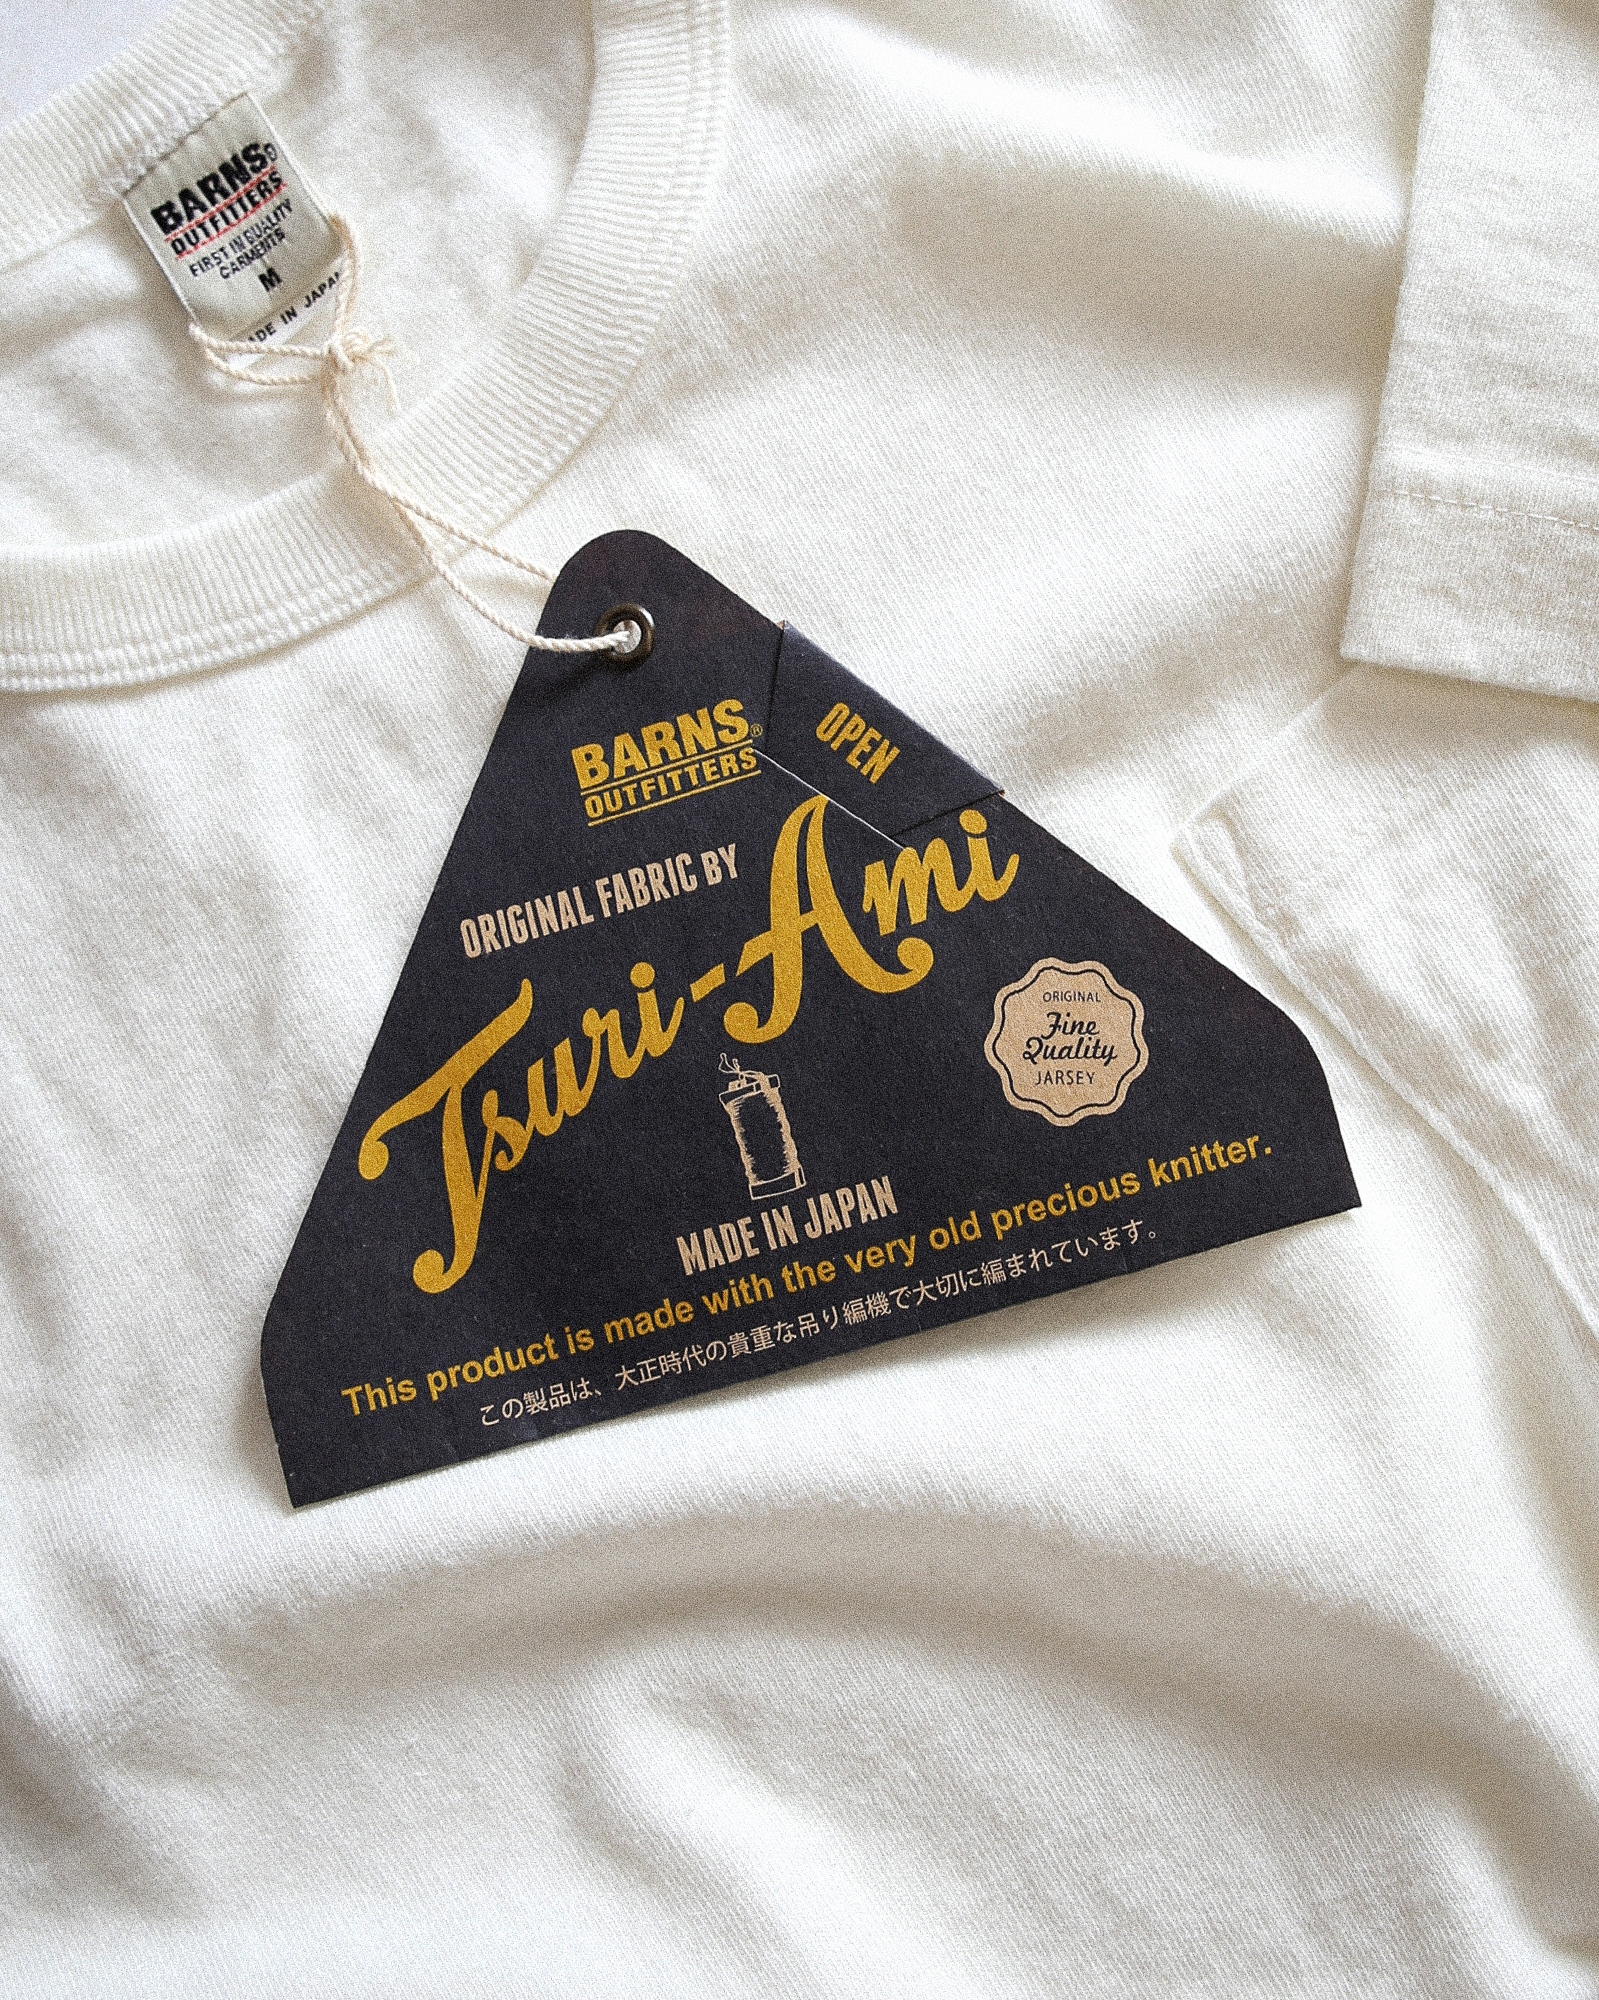 BARNS®
OUTFITTERS
FIRST IN QUALITY
GARMENTS
M
ADE IN JAPAN
BARNS®
OUTFITTERS
OPEN
ORIGINAL FABRIC BY
Tsuri-Ami
ORIGINAL
Fine
Quality
JARSEY
MADE IN JAPAN
This product is made with the very old precious knitter.
この製品は、大正時代の貴重な吊り編機で大切に編まれています。